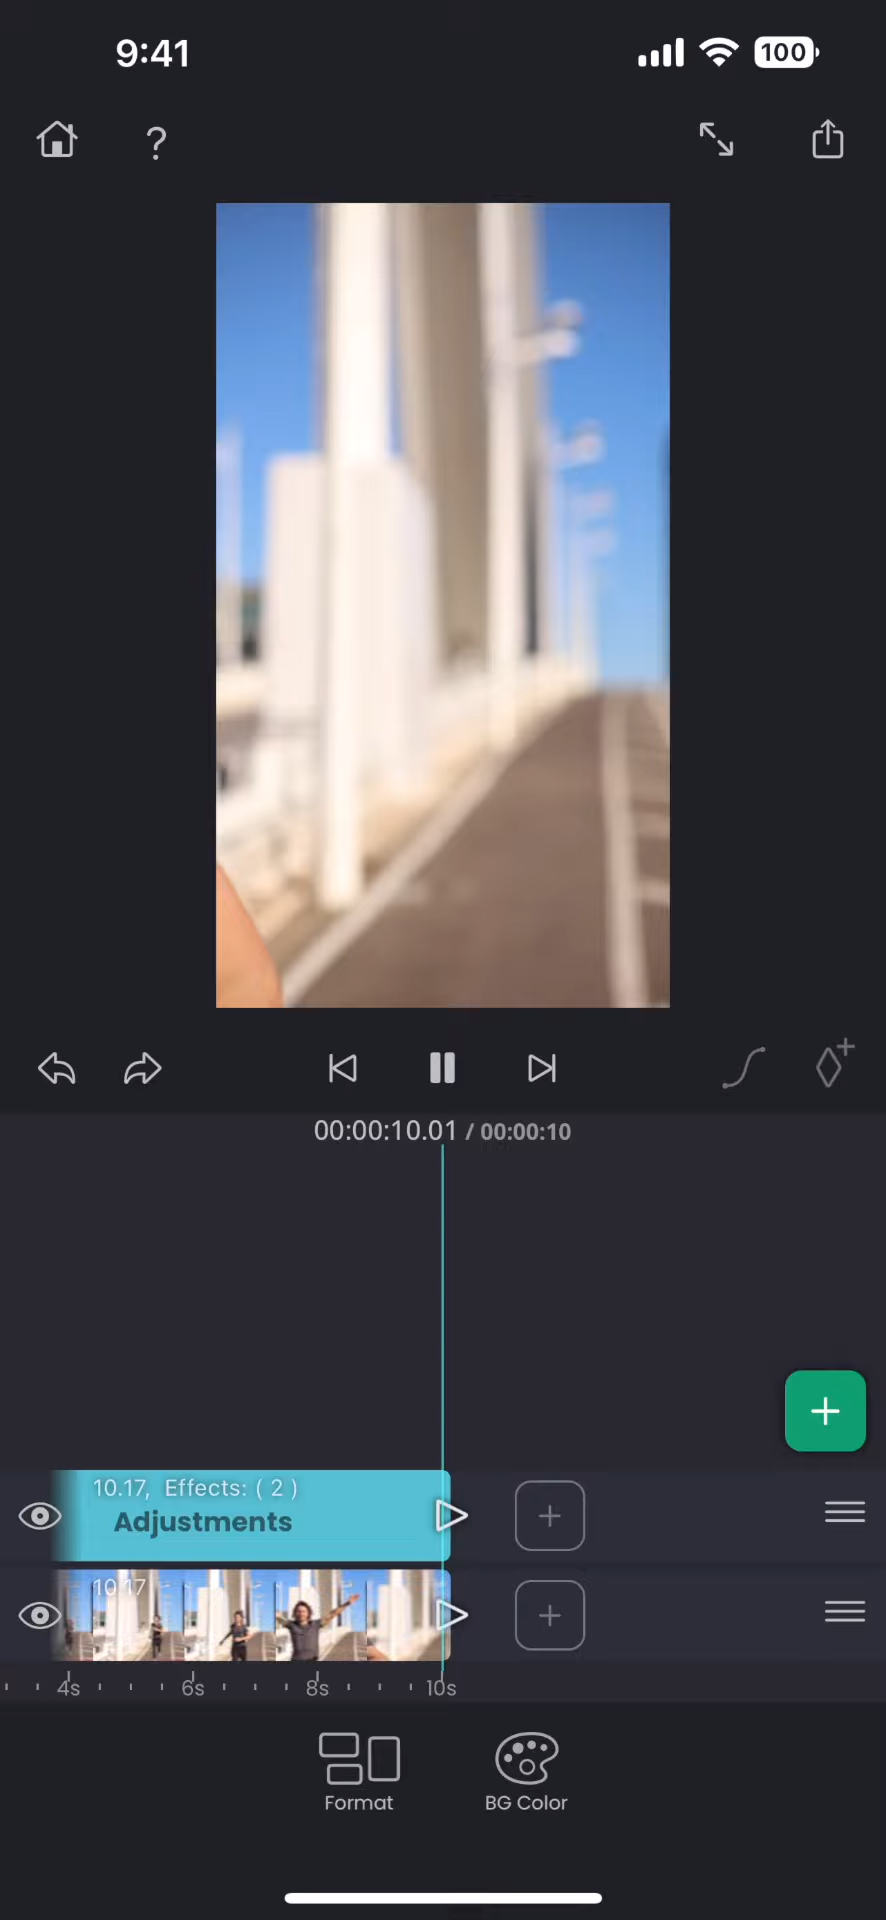 9:41
100
?
00:00:10.01 / 00:00:10
10.17, Effects: ( 2 )
Adjustments
10.17
4s 6s 8s 10s
Format BG Color